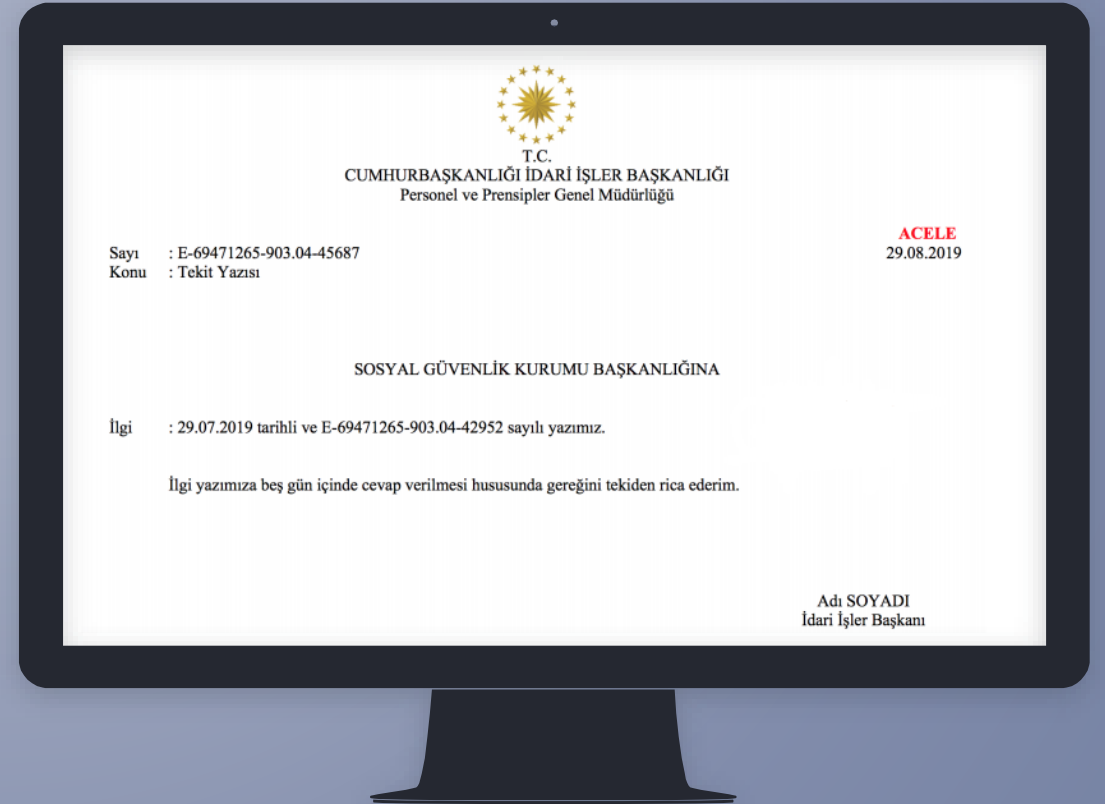 T.C.
CUMHURBAŞKANLIĞI İDARİ İŞLER BAŞKANLIĞI
Personel ve Prensipler Genel Müdürlüğü
ACELE
Sayı : E-69471265-903.04-45687 29.08.2019
Konu : Tekit Yazısı
SOSYAL GÜVENLİK KURUMU BAŞKANLIĞINA
İlgi : 29.07.2019 tarihli ve E-69471265-903.04-42952 sayılı yazımız.
İlgi yazımıza beş gün içinde cevap verilmesi hususunda gereğini tekiden rica ederim.
Adı SOYADI
İdari İşler Başkanı